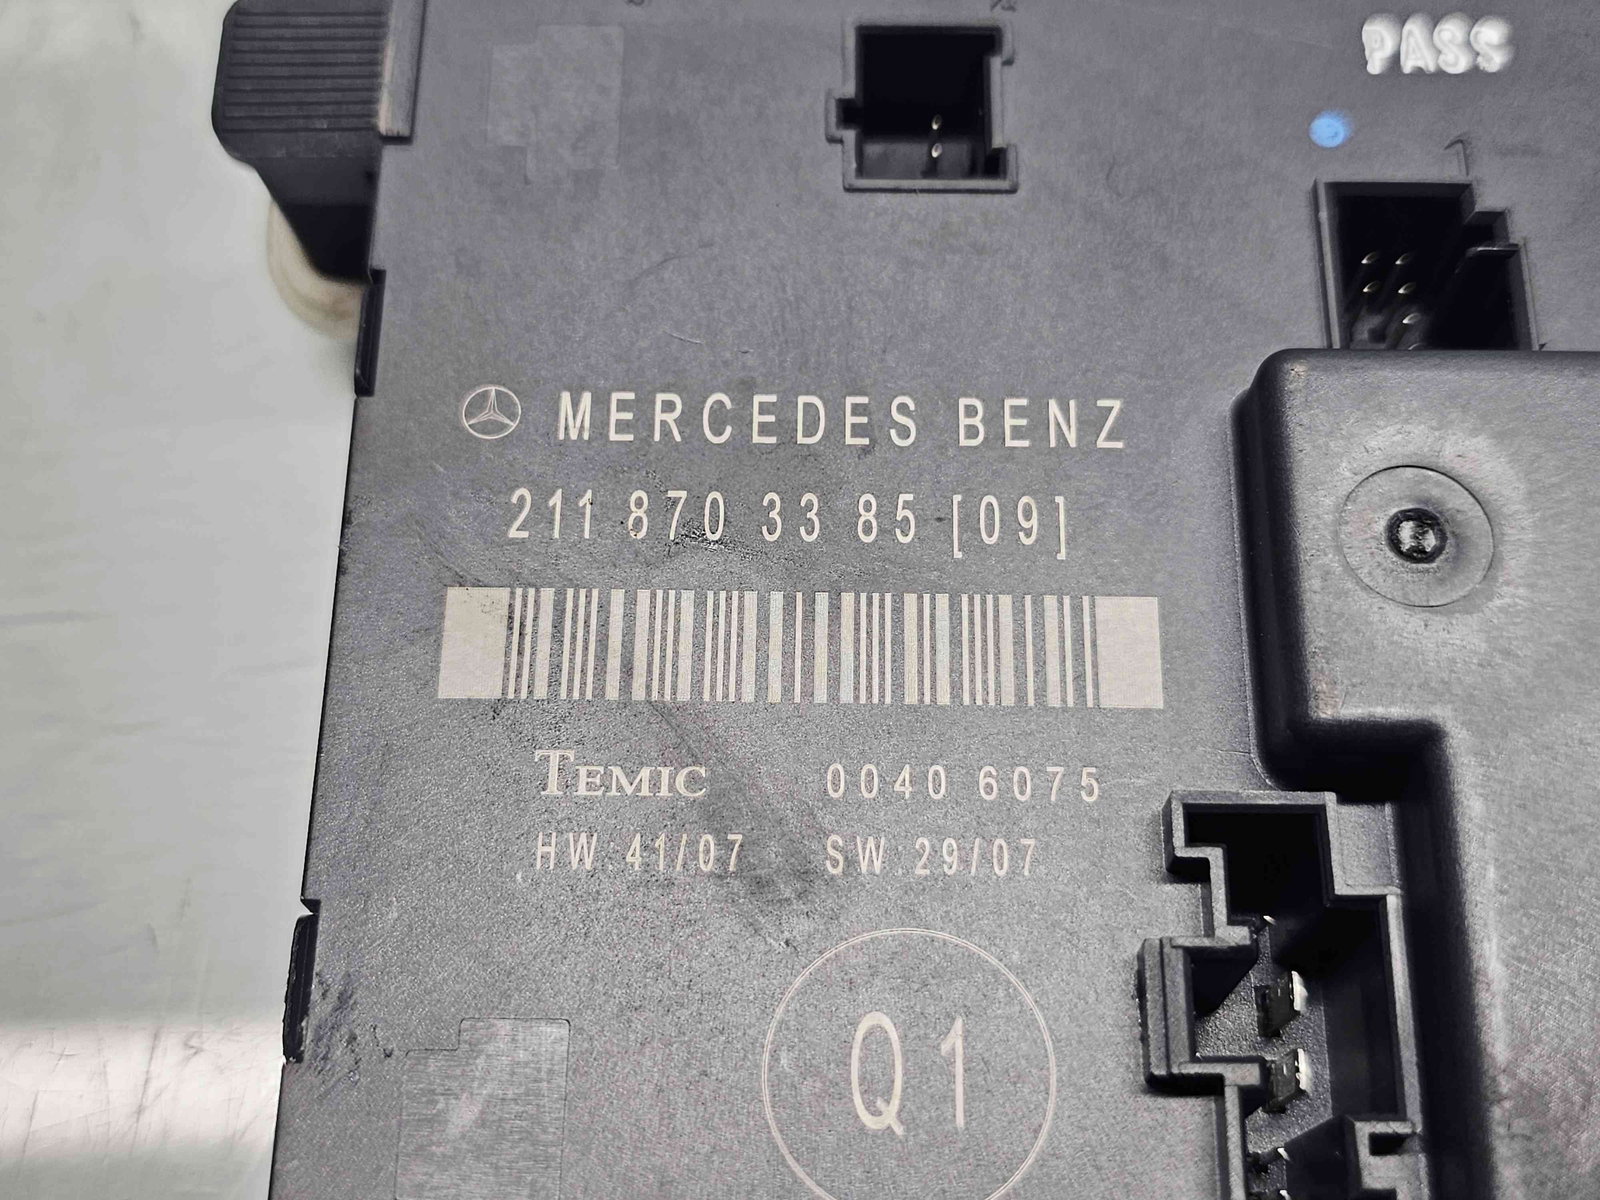 PASS
MERCEDES BENZ
211 870 33 85 [09]
TEMIC 0040 6075
HW:41/07 SW:29/07
Q1